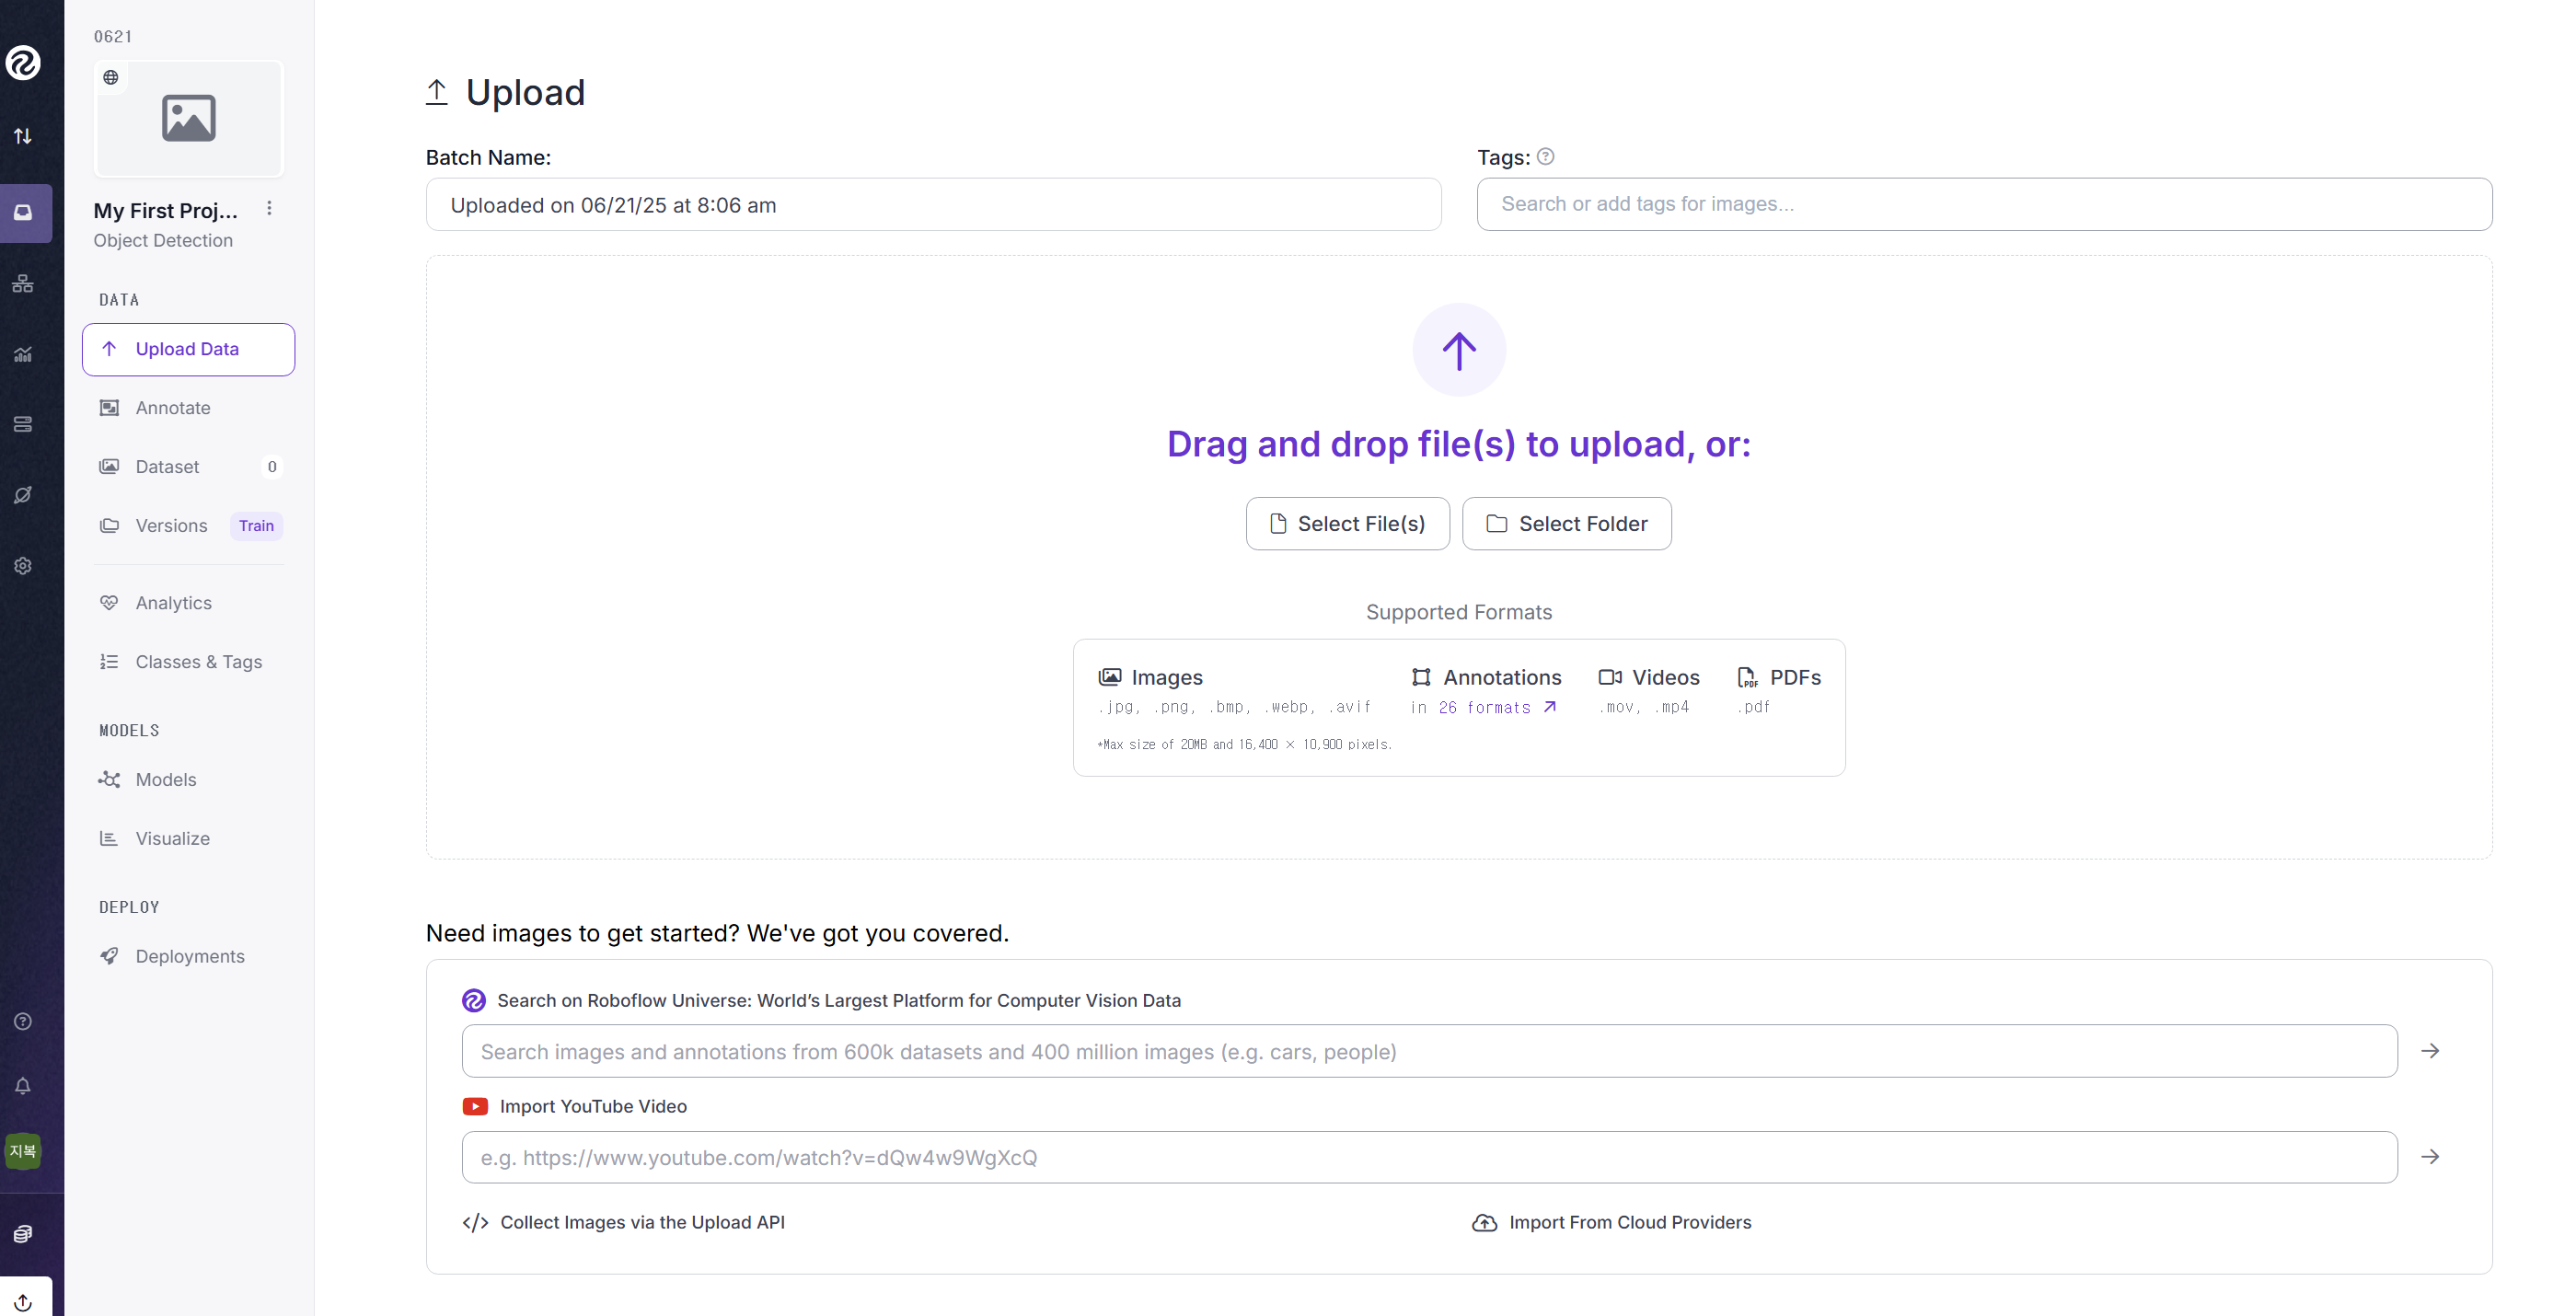 0621
My First Proj...
Object Detection
DATA
Upload Data
Annotate
Dataset 0
Versions Train
Analytics
Classes & Tags
MODELS
Models
Visualize
DEPLOY
Deployments
지복
Upload
Batch Name:
Uploaded on 06/21/25 at 8:06 am
Tags:
Search or add tags for images...
Drag and drop file(s) to upload, or:
Select File(s) Select Folder
Supported Formats
Images Annotations Videos PDFs
.jpg, .png, .bmp, .webp, .avif in 26 formats .mov, .mp4 .pdf
*Max size of 20MB and 16,400 × 10,900 pixels.
Need images to get started? We've got you covered.
Search on Roboflow Universe: World’s Largest Platform for Computer Vision Data
Search images and annotations from 600k datasets and 400 million images (e.g. cars, people)
Import YouTube Video
e.g. https://www.youtube.com/watch?v=dQw4w9WgXcQ
Collect Images via the Upload API Import From Cloud Providers